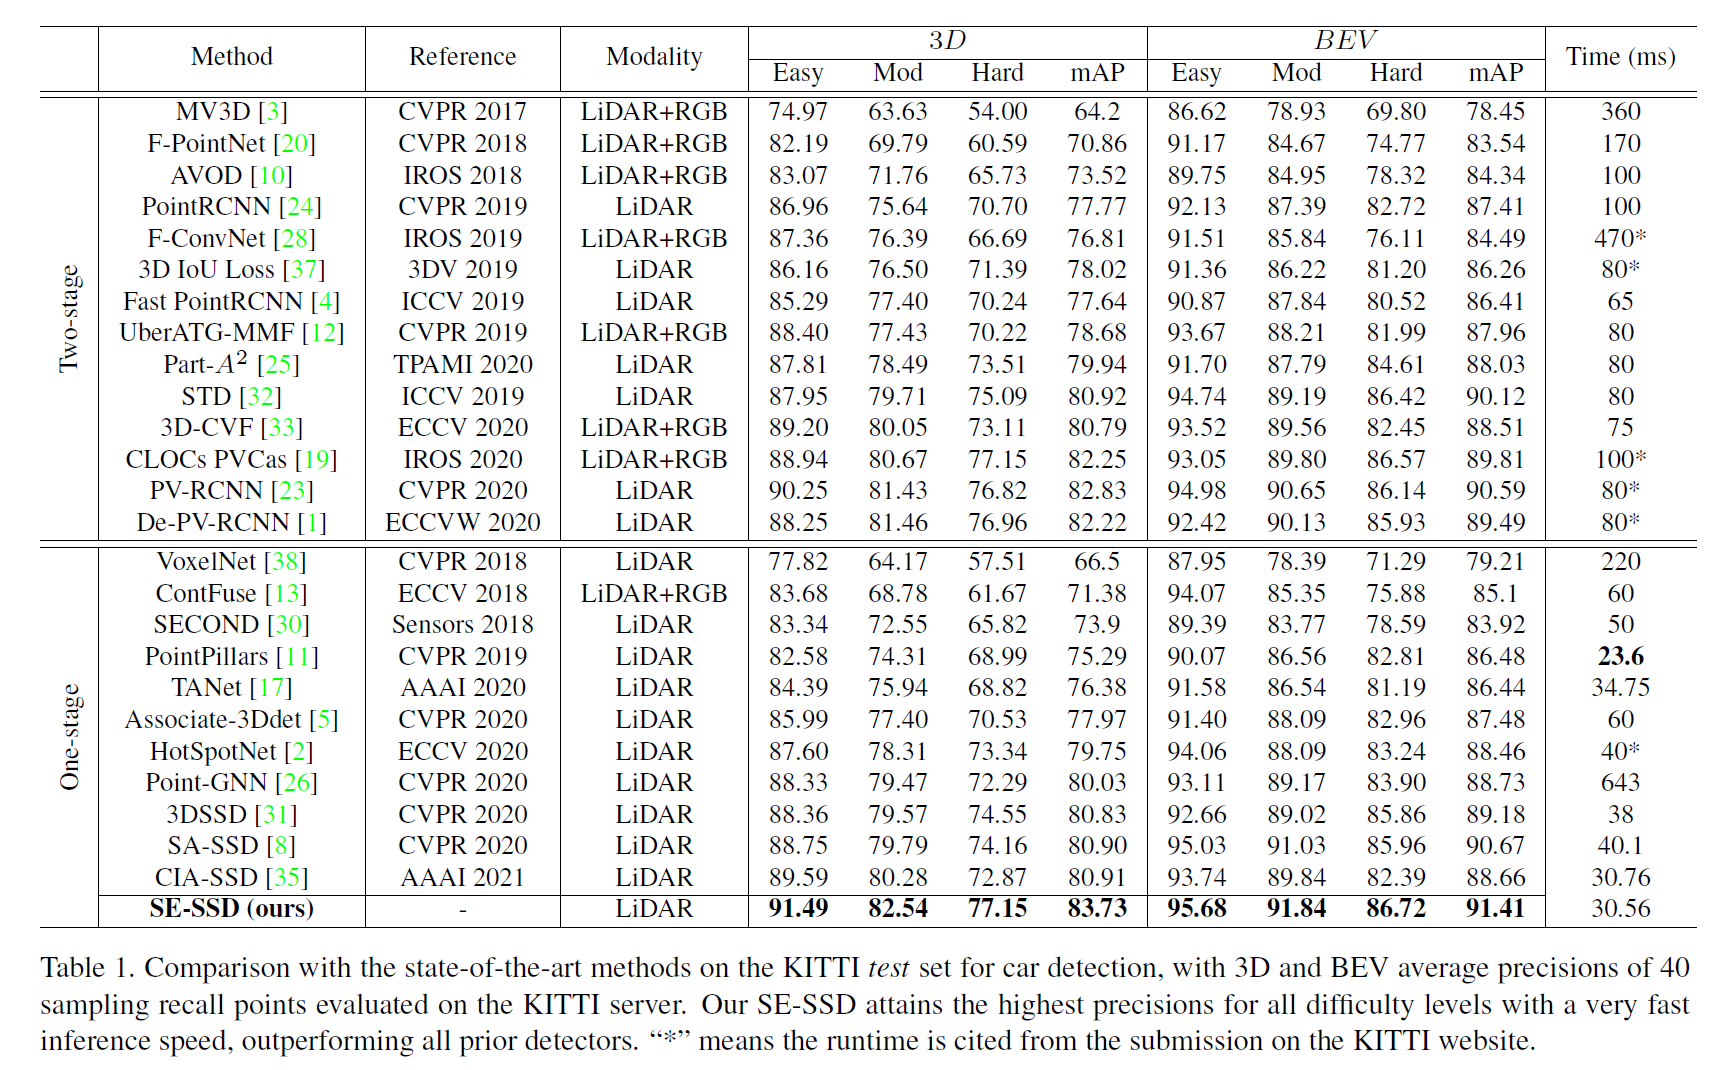 Method Reference Modality 3D BEV Time (ms)
Easy Mod Hard mAP Easy Mod Hard mAP
Two-stage
MV3D [3] CVPR 2017 LiDAR+RGB 74.97 63.63 54.00 64.2 86.62 78.93 69.80 78.45 360
F-PointNet [20] CVPR 2018 LiDAR+RGB 82.19 69.79 60.59 70.86 91.17 84.67 74.77 83.54 170
AVOD [10] IROS 2018 LiDAR+RGB 83.07 71.76 65.73 73.52 89.75 84.95 78.32 84.34 100
PointRCNN [24] CVPR 2019 LiDAR 86.96 75.64 70.70 77.77 92.13 87.39 82.72 87.41 100
F-ConvNet [28] IROS 2019 LiDAR+RGB 87.36 76.39 66.69 76.81 91.51 85.84 76.11 84.49 470*
3D IoU Loss [37] 3DV 2019 LiDAR 86.16 76.50 71.39 78.02 91.36 86.22 81.20 86.26 80*
Fast PointRCNN [4] ICCV 2019 LiDAR 85.29 77.40 70.24 77.64 90.87 87.84 80.52 86.41 65
UberATG-MMF [12] CVPR 2019 LiDAR+RGB 88.40 77.43 70.22 78.68 93.67 88.21 81.99 87.96 80
Part-A² [25] TPAMI 2020 LiDAR 87.81 78.49 73.51 79.94 91.70 87.79 84.61 88.03 80
STD [32] ICCV 2019 LiDAR 87.95 79.71 75.09 80.92 94.74 89.19 86.42 90.12 80
3D-CVF [33] ECCV 2020 LiDAR+RGB 89.20 80.05 73.11 80.79 93.52 89.56 82.45 88.51 75
CLOCs PVCas [19] IROS 2020 LiDAR+RGB 88.94 80.67 77.15 82.25 93.05 89.80 86.57 89.81 100*
PV-RCNN [23] CVPR 2020 LiDAR 90.25 81.43 76.82 82.83 94.98 90.65 86.14 90.59 80*
De-PV-RCNN [1] ECCVW 2020 LiDAR 88.25 81.46 76.96 82.22 92.42 90.13 85.93 89.49 80*
One-stage
VoxelNet [38] CVPR 2018 LiDAR 77.82 64.17 57.51 66.5 87.95 78.39 71.29 79.21 220
ContFuse [13] ECCV 2018 LiDAR+RGB 83.68 68.78 61.67 71.38 94.07 85.35 75.88 85.1 60
SECOND [30] Sensors 2018 LiDAR 83.34 72.55 65.82 73.9 89.39 83.77 78.59 83.92 50
PointPillars [11] CVPR 2019 LiDAR 82.58 74.31 68.99 75.29 90.07 86.56 82.81 86.48 23.6
TANet [17] AAAI 2020 LiDAR 84.39 75.94 68.82 76.38 91.58 86.54 81.19 86.44 34.75
Associate-3Ddet [5] CVPR 2020 LiDAR 85.99 77.40 70.53 77.97 91.40 88.09 82.96 87.48 60
HotSpotNet [2] ECCV 2020 LiDAR 87.60 78.31 73.34 79.75 94.06 88.09 83.24 88.46 40*
Point-GNN [26] CVPR 2020 LiDAR 88.33 79.47 72.29 80.03 93.11 89.17 83.90 88.73 643
3DSSD [31] CVPR 2020 LiDAR 88.36 79.57 74.55 80.83 92.66 89.02 85.86 89.18 38
SA-SSD [8] CVPR 2020 LiDAR 88.75 79.79 74.16 80.90 95.03 91.03 85.96 90.67 40.1
CIA-SSD [35] AAAI 2021 LiDAR 89.59 80.28 72.87 80.91 93.74 89.84 82.39 88.66 30.76
SE-SSD (ours) - LiDAR 91.49 82.54 77.15 83.73 95.68 91.84 86.72 91.41 30.56
Table 1. Comparison with the state-of-the-art methods on the KITTI test set for car detection, with 3D and BEV average precisions of 40
sampling recall points evaluated on the KITTI server. Our SE-SSD attains the highest precisions for all difficulty levels with a very fast
inference speed, outperforming all prior detectors. “*” means the runtime is cited from the submission on the KITTI website.